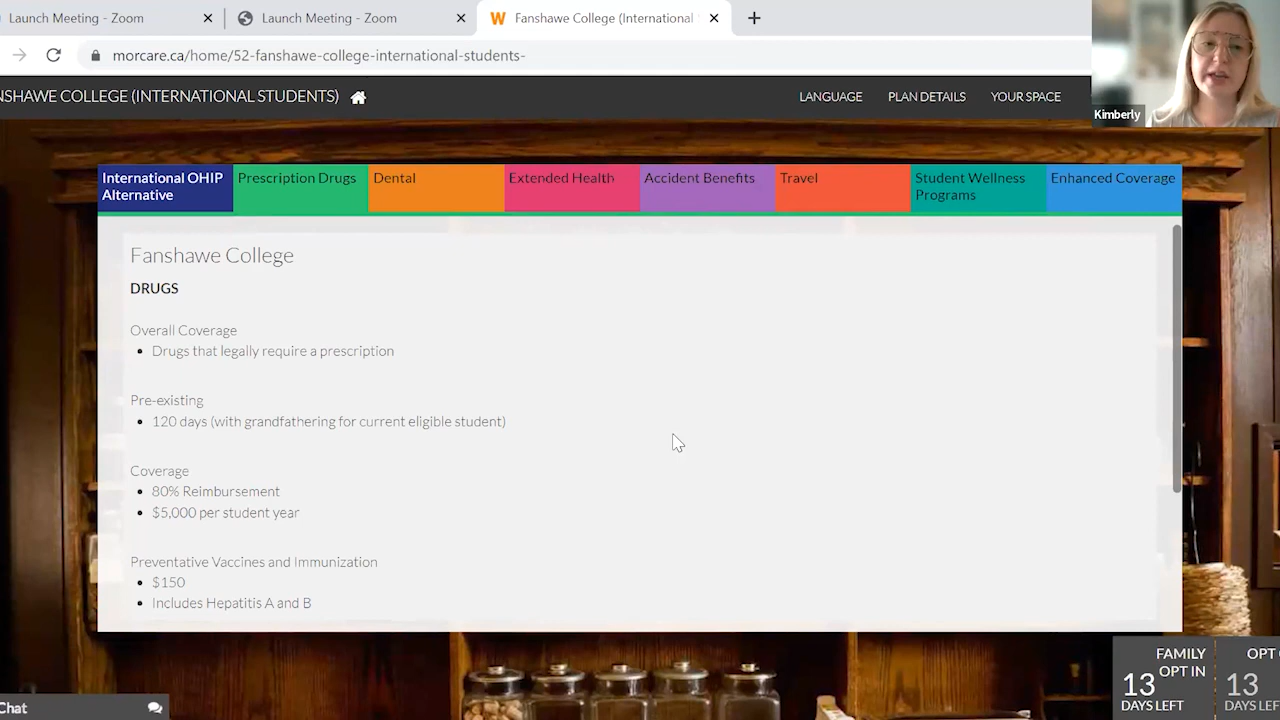 Launch Meeting - Zoom
Launch Meeting - Zoom
Fanshawe College (International
morcare.ca/home/52-fanshawe-college-international-students-
NSHAWE COLLEGE (INTERNATIONAL STUDENTS)
LANGUAGE
PLAN DETAILS
YOUR SPACE
Kimberly
International OHIP
Alternative
Prescription Drugs
Dental
Extended Health
Accident Benefits
Travel
Student Wellness
Programs
Enhanced Coverage
Fanshawe College
DRUGS
Overall Coverage
• Drugs that legally require a prescription
Pre-existing
• 120 days (with grandfathering for current eligible student)
Coverage
• 80% Reimbursement
• $5,000 per student year
Preventative Vaccines and Immunization
• $150
• Includes Hepatitis A and B
FAMILY
OPT IN
13
DAYS LEFT
OPT
13
DAYS LEF
Chat